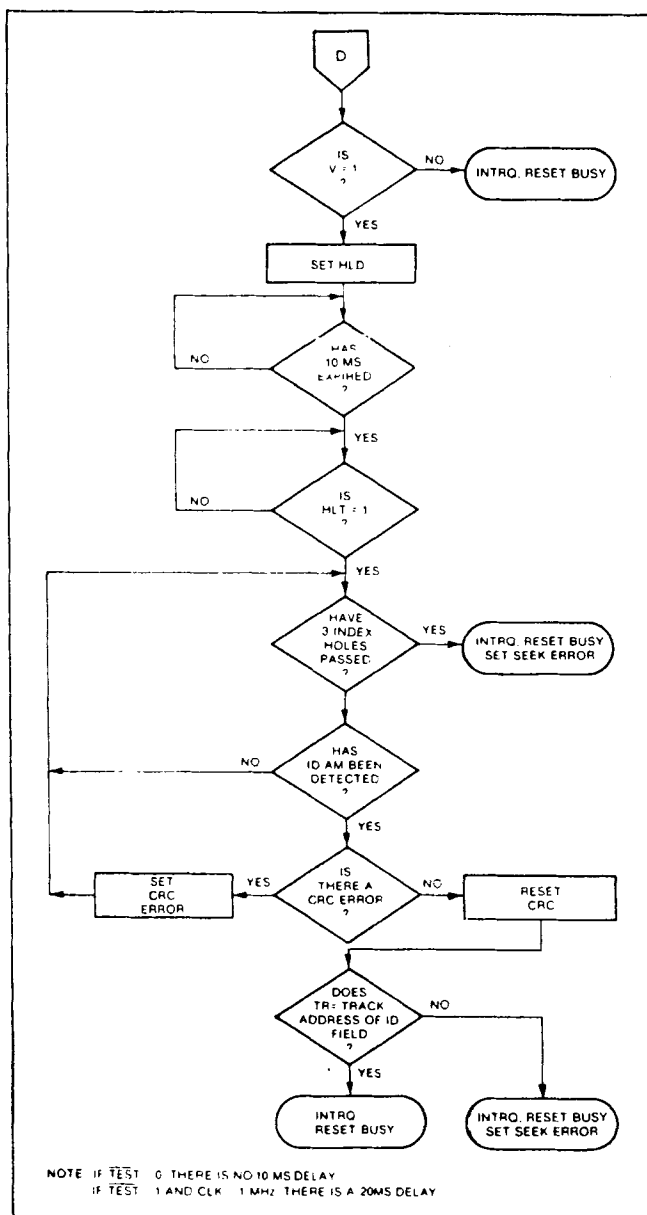 D
IS
V = 1
?
NO
INTRQ. RESET BUSY
YES
SET HLD
HAS
10 MS
EXPIRED
?
NO
YES
IS
HLT = 1
?
NO
YES
HAVE
3 INDEX
HOLES
PASSED
?
YES
INTRQ. RESET BUSY
SET SEEK ERROR
HAS
ID AM BEEN
DETECTED
?
NO
YES
IS
THERE A
CRC ERROR
?
YES
SET
CRC
ERROR
NO
RESET
CRC
DOES
TR= TRACK
ADDRESS OF ID
FIELD
?
NO
YES
INTRQ
RESET BUSY
INTRQ. RESET BUSY
SET SEEK ERROR
NOTE IF TEST 0 THERE IS NO 10 MS DELAY
IF TEST 1 AND CLK 1 MHz THERE IS A 20MS DELAY